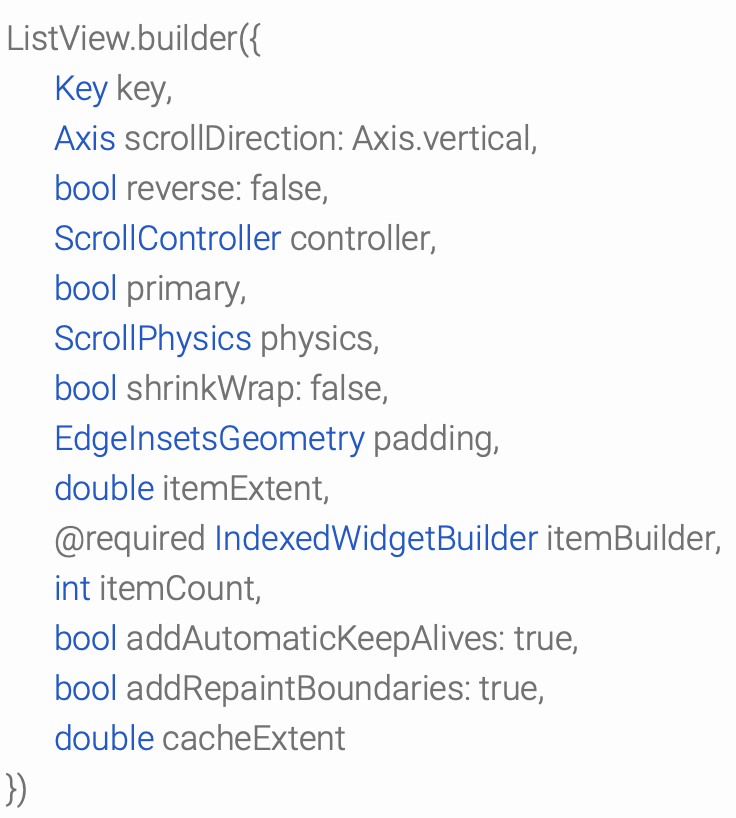 ListView.builder({
Key key,
Axis scrollDirection: Axis.vertical,
bool reverse: false,
ScrollController controller,
bool primary,
ScrollPhysics physics,
bool shrinkWrap: false,
EdgeInsetsGeometry padding,
double itemExtent,
@required IndexedWidgetBuilder itemBuilder,
int itemCount,
bool addAutomaticKeepAlives: true,
bool addRepaintBoundaries: true,
double cacheExtent
})